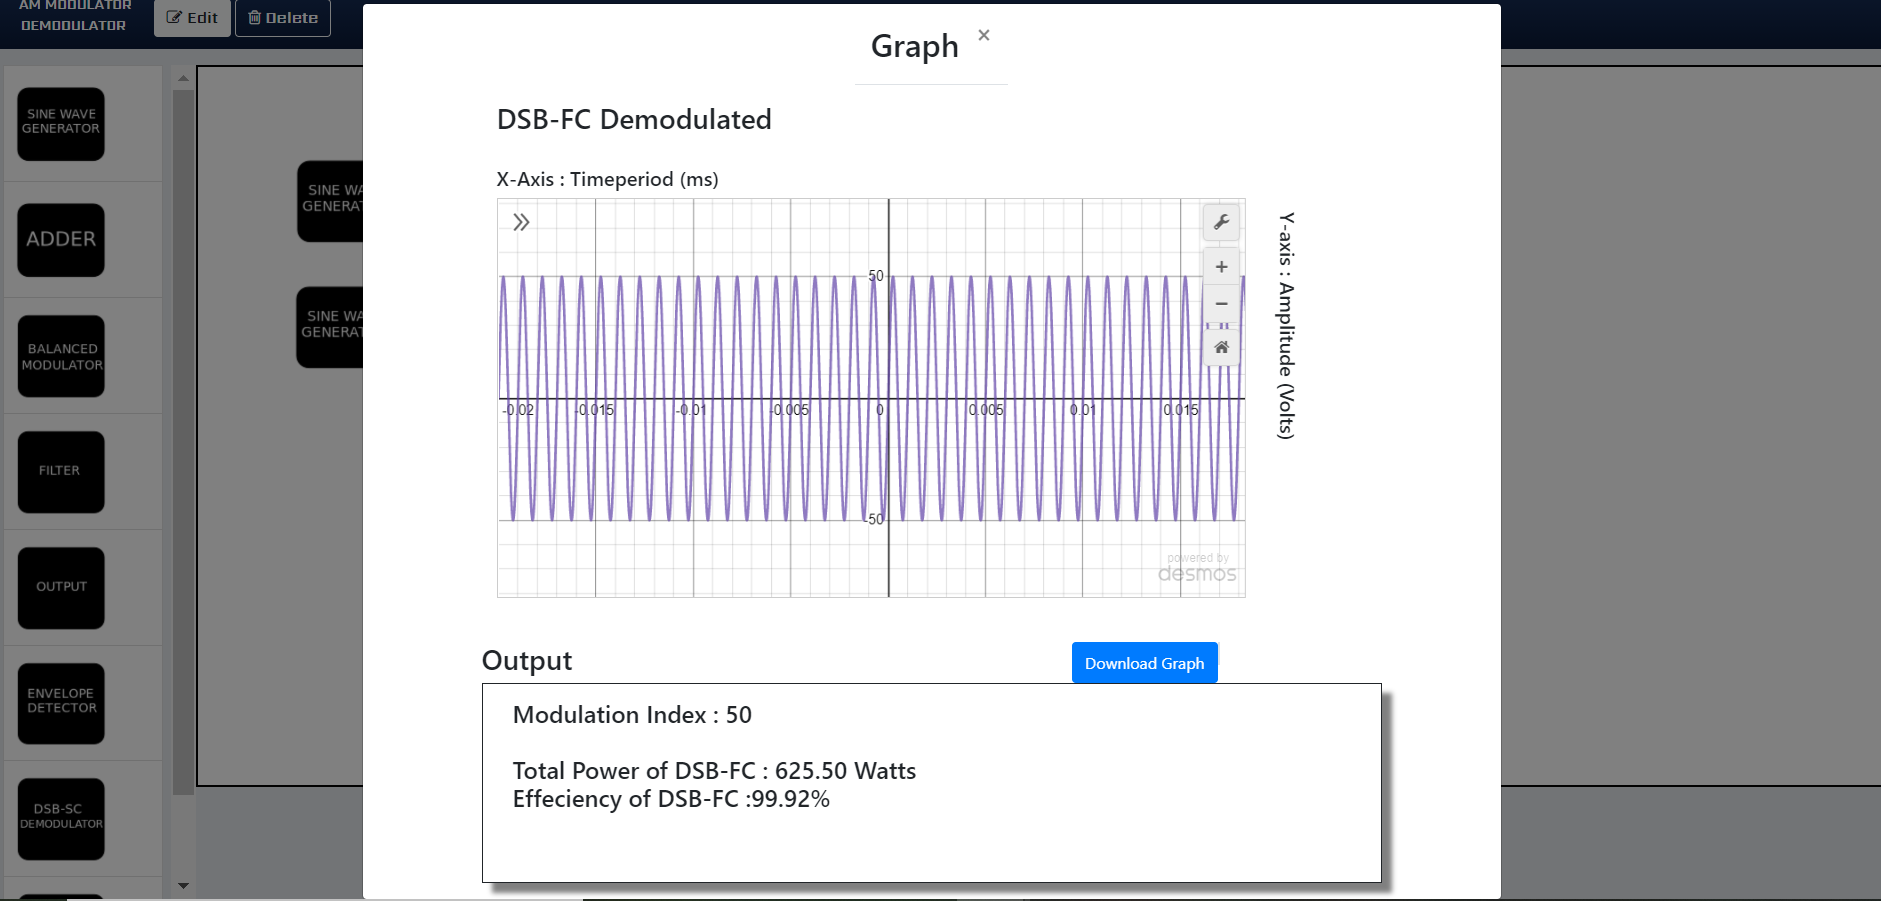 AM MODULATOR
DEMODULATOR
Edit
Delete
SINE WAVE
GENERATOR
ADDER
BALANCED
MODULATOR
FILTER
OUTPUT
ENVELOPE
DETECTOR
DSB-SC
DEMODULATOR
SINE WA
GENERAT
SINE WA
GENERAT
Graph ×
DSB-FC Demodulated
X-Axis : Timeperiod (ms)
50
-0.02 -0.015 -0.01 -0.005 0 0.005 0.01 0.015
-50
powered by
desmos
Y-axis : Amplitude (Volts)
Output
Download Graph
Modulation Index : 50
Total Power of DSB-FC : 625.50 Watts
Effeciency of DSB-FC :99.92%